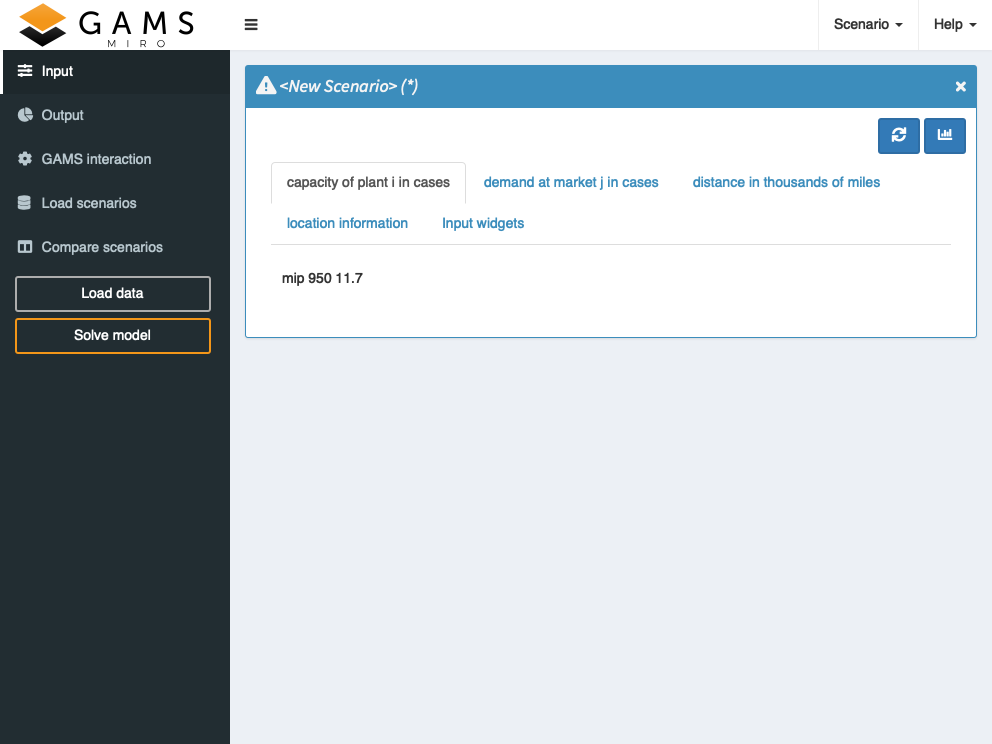 GAMS
MIRO
Scenario
Help
Input
Output
GAMS interaction
Load scenarios
Compare scenarios
Load data
Solve model
<New Scenario> (*)
capacity of plant i in cases
demand at market j in cases
distance in thousands of miles
location information
Input widgets
mip 950 11.7